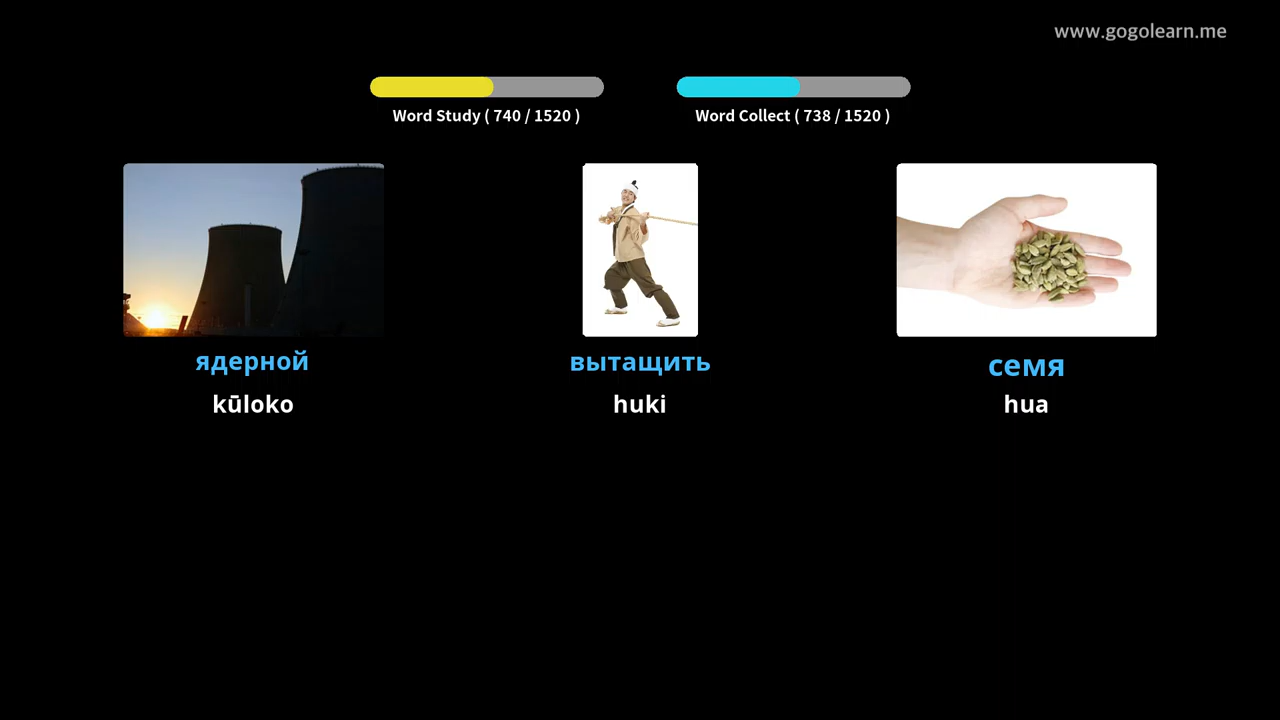 www.gogolearn.me
Word Study ( 740 / 1520 )
Word Collect ( 738 / 1520 )
ядерной
вытащить
семя
kūloko
huki
hua